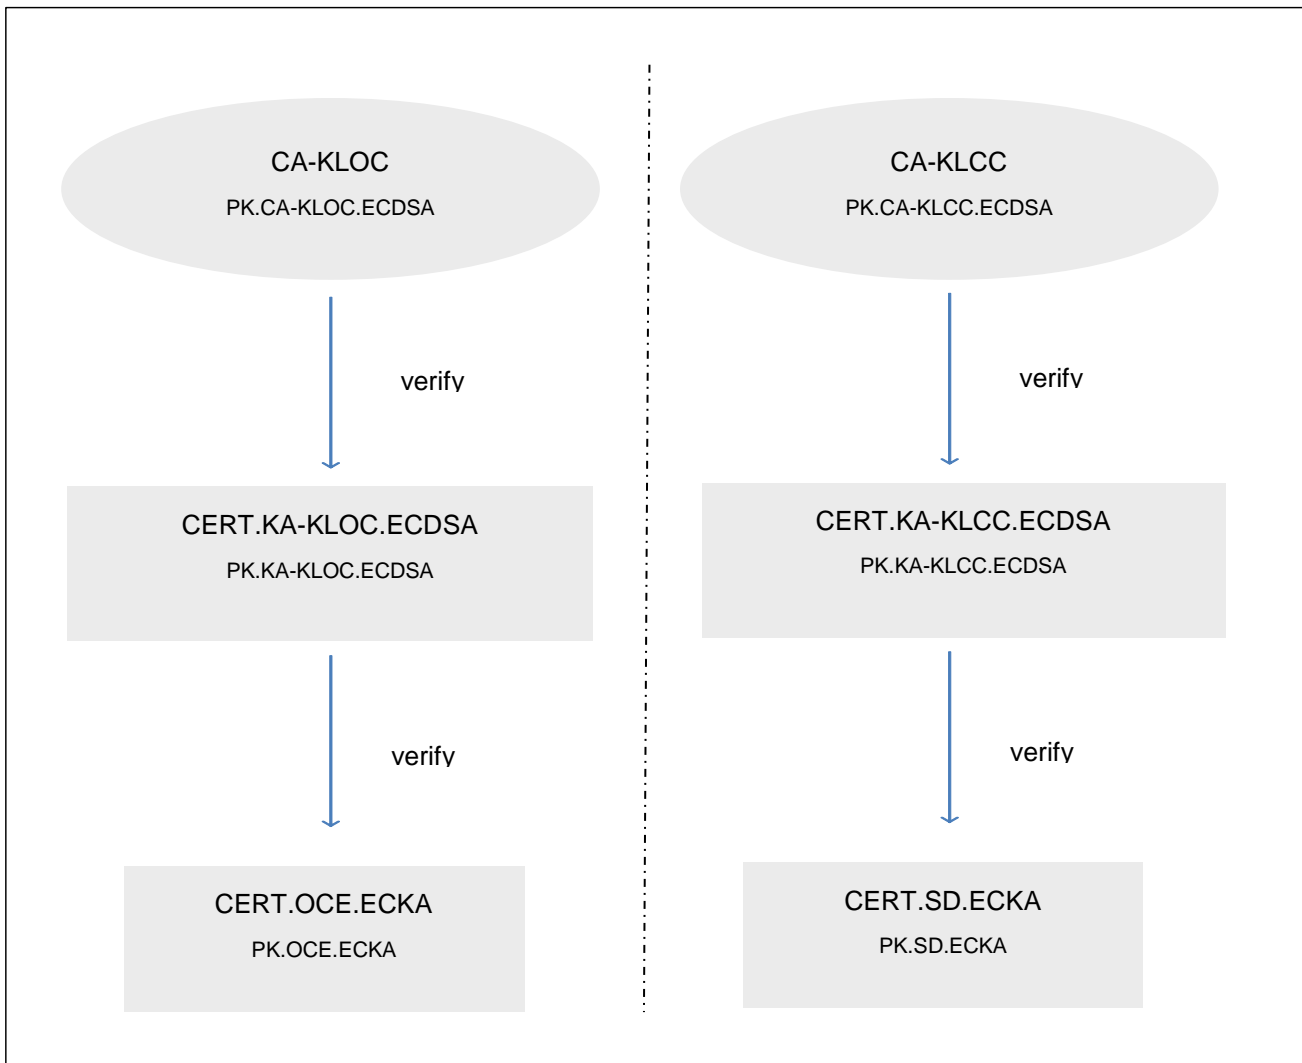 CA-KLOC
PK.CA-KLOC.ECDSA
verify
CERT.KA-KLOC.ECDSA
PK.KA-KLOC.ECDSA
verify
CERT.OCE.ECKA
PK.OCE.ECKA
CA-KLCC
PK.CA-KLCC.ECDSA
verify
CERT.KA-KLCC.ECDSA
PK.KA-KLCC.ECDSA
verify
CERT.SD.ECKA
PK.SD.ECKA